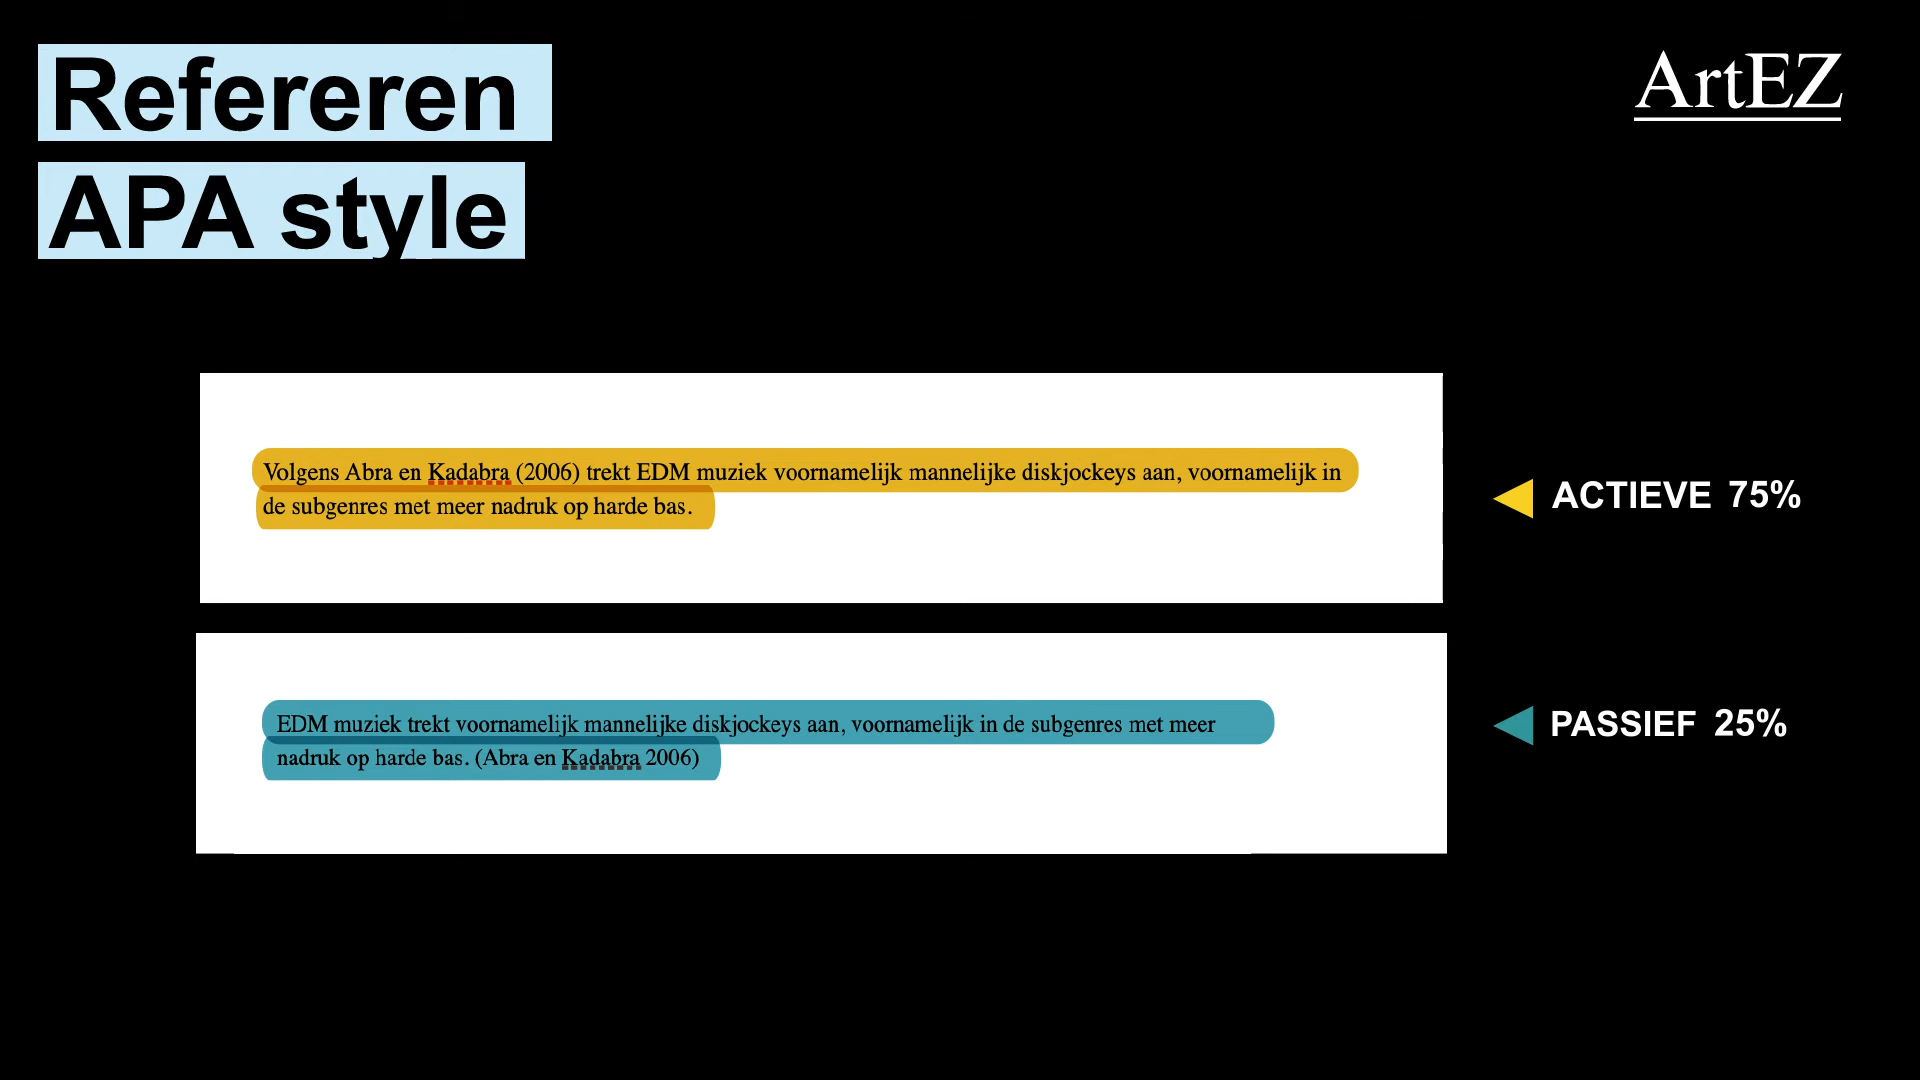 Refereren
APA style
ArtEZ
Volgens Abra en Kadabra (2006) trekt EDM muziek voornamelijk mannelijke diskjockeys aan, voornamelijk in
de subgenres met meer nadruk op harde bas.
ACTIEVE 75%
EDM muziek trekt voornamelijk mannelijke diskjockeys aan, voornamelijk in de subgenres met meer
nadruk op harde bas. (Abra en Kadabra 2006)
PASSIEF 25%